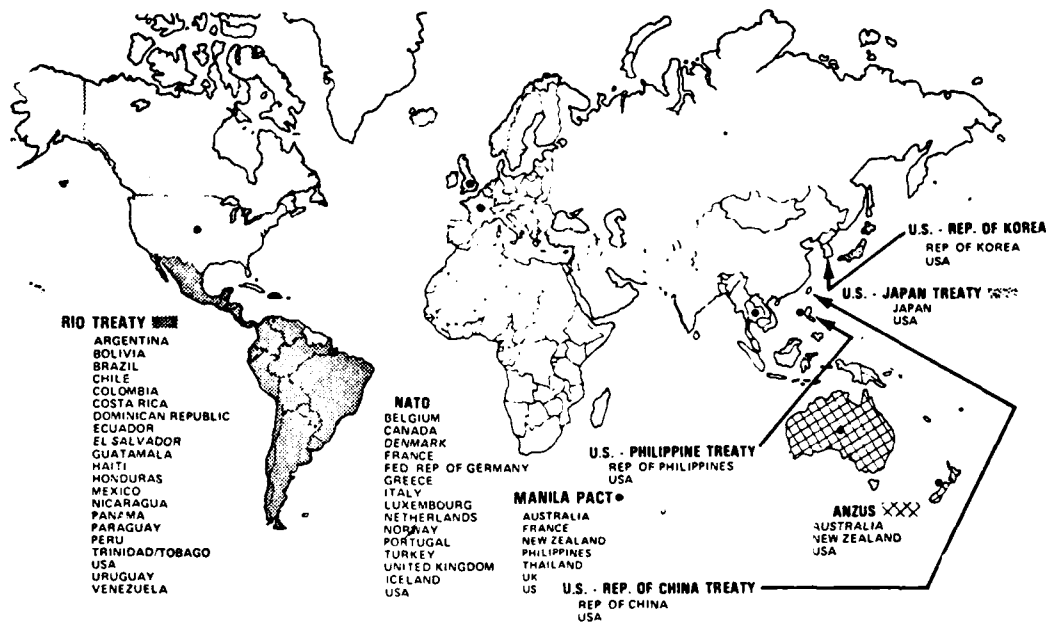 RIO TREATY
ARGENTINA
BOLIVIA
BRAZIL
CHILE
COLOMBIA
COSTA RICA
DOMINICAN REPUBLIC
ECUADOR
EL SALVADOR
GUATAMALA
HAITI
HONDURAS
MEXICO
NICARAGUA
PANAMA
PARAGUAY
PERU
TRINIDAD/TOBAGO
USA
URUGUAY
VENEZUELA
NATO
BELGIUM
CANADA
DENMARK
FRANCE
FED REP OF GERMANY
GREECE
ITALY
LUXEMBOURG
NETHERLANDS
NORWAY
PORTUGAL
TURKEY
UNITED KINGDOM
ICELAND
USA
MANILA PACT
AUSTRALIA
FRANCE
NEW ZEALAND
PHILIPPINES
THAILAND
UK
US
U.S. - REP. OF CHINA TREATY
REP OF CHINA
USA
U.S. - PHILIPPINE TREATY
REP OF PHILIPPINES
USA
U.S. - REP. OF KOREA
REP OF KOREA
USA
U.S. - JAPAN TREATY
JAPAN
USA
ANZUS
AUSTRALIA
NEW ZEALAND
USA